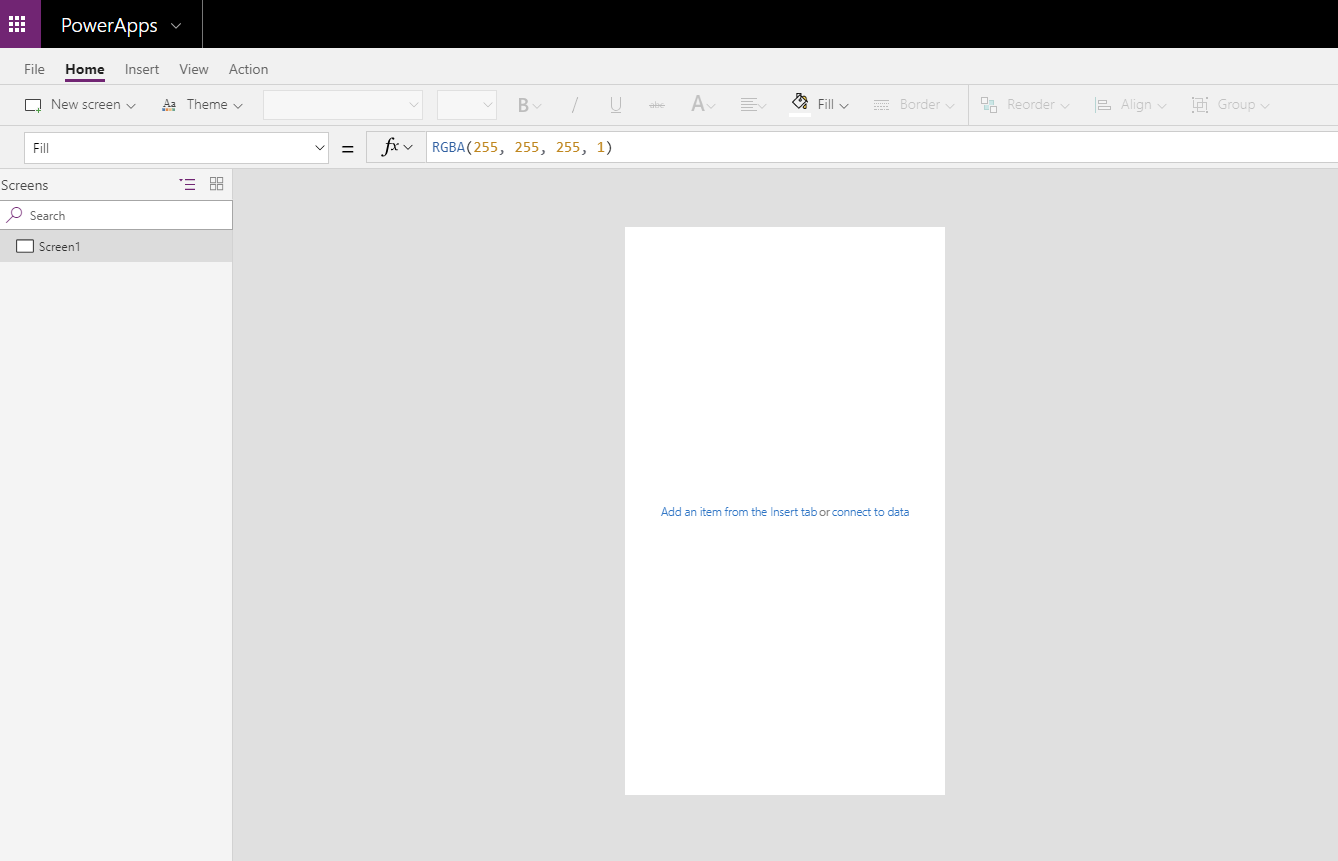 PowerApps
File Home Insert View Action
New screen Aa Theme B / U abc A Fill Border Reorder Align Group
Fill = fx RGBA(255, 255, 255, 1)
Screens
Search
Screen1
Add an item from the Insert tab or connect to data